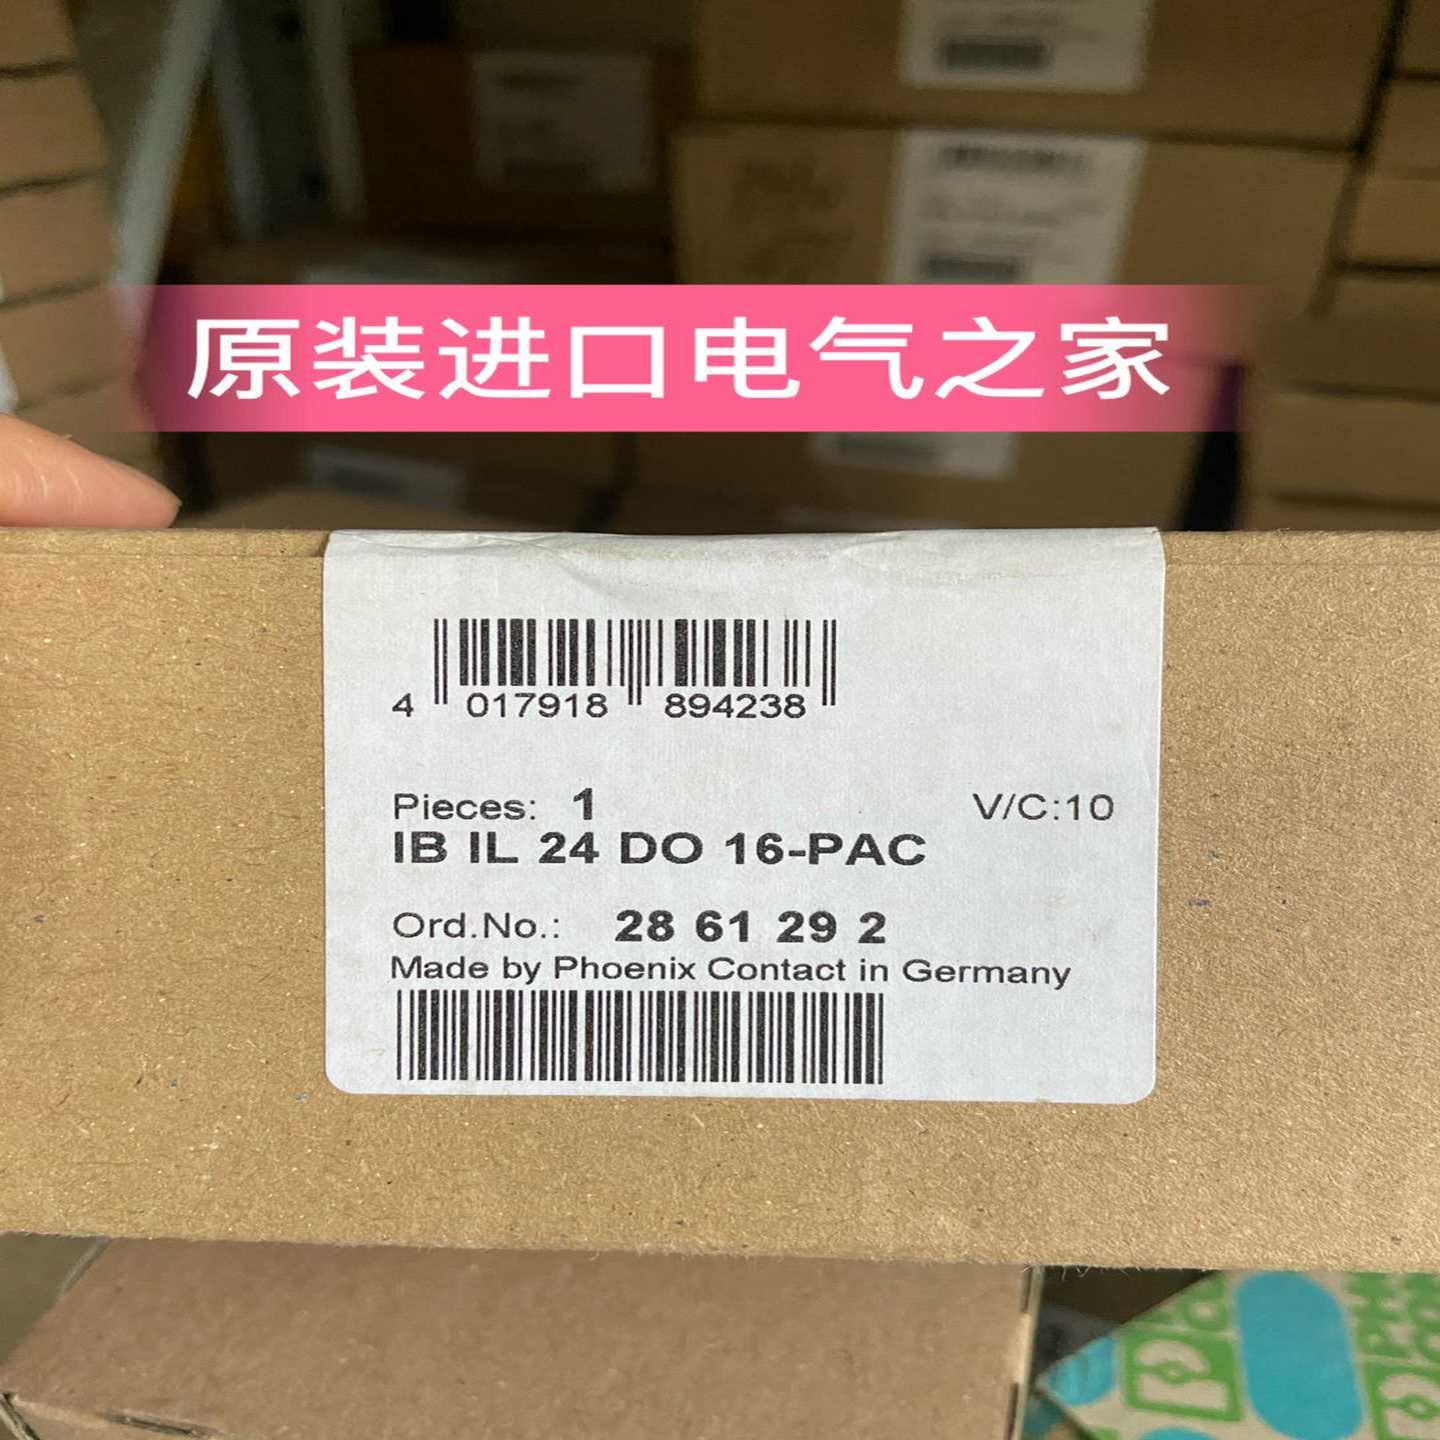 原装进口电气之家
4 017918 894238
Pieces: 1 V/C:10
IB IL 24 DO 16-PAC
Ord.No.: 28 61 29 2
Made by Phoenix Contact in Germany